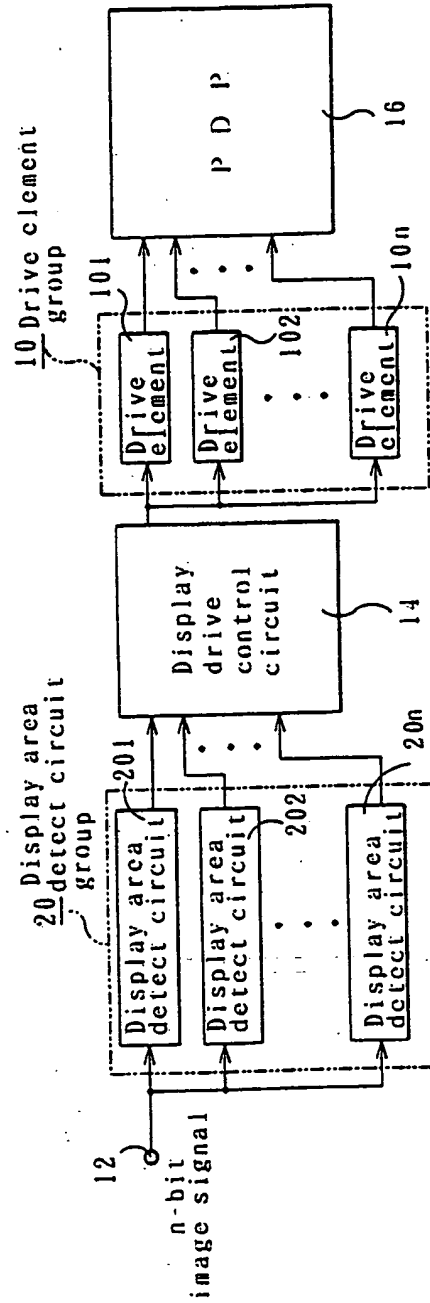 12
n-bit
image signal
20 Display area
detect circuit
group
Display area
detect circuit
201
Display area
detect circuit
202
Display area
detect circuit
20n
Display
drive
control
circuit
14
10 Drive element
group
101
Drive
element
Drive
element
102
Drive
element
10n
P D P
16